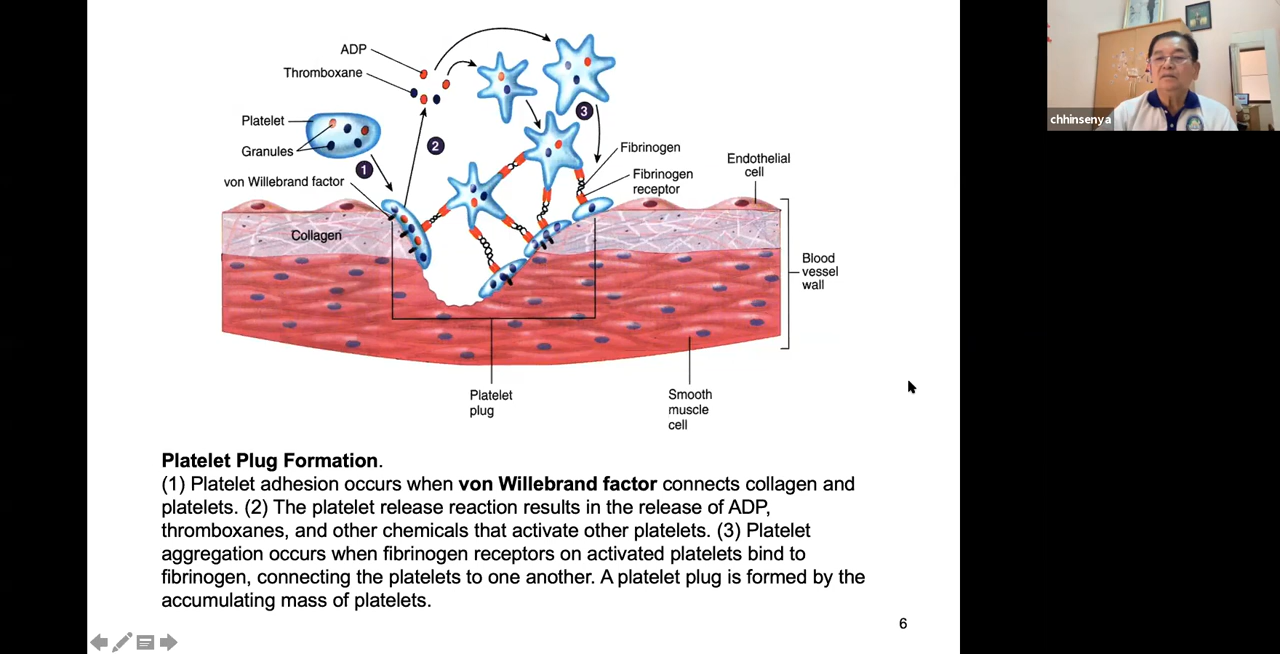 ADP
Thromboxane
Platelet
Granules
1
2
3
von Willebrand factor
Fibrinogen
Fibrinogen
receptor
Endothelial
cell
Collagen
Blood
vessel
wall
Platelet
plug
Smooth
muscle
cell
Platelet Plug Formation.
(1) Platelet adhesion occurs when von Willebrand factor connects collagen and
platelets. (2) The platelet release reaction results in the release of ADP,
thromboxanes, and other chemicals that activate other platelets. (3) Platelet
aggregation occurs when fibrinogen receptors on activated platelets bind to
fibrinogen, connecting the platelets to one another. A platelet plug is formed by the
accumulating mass of platelets.
6
chhinsenya